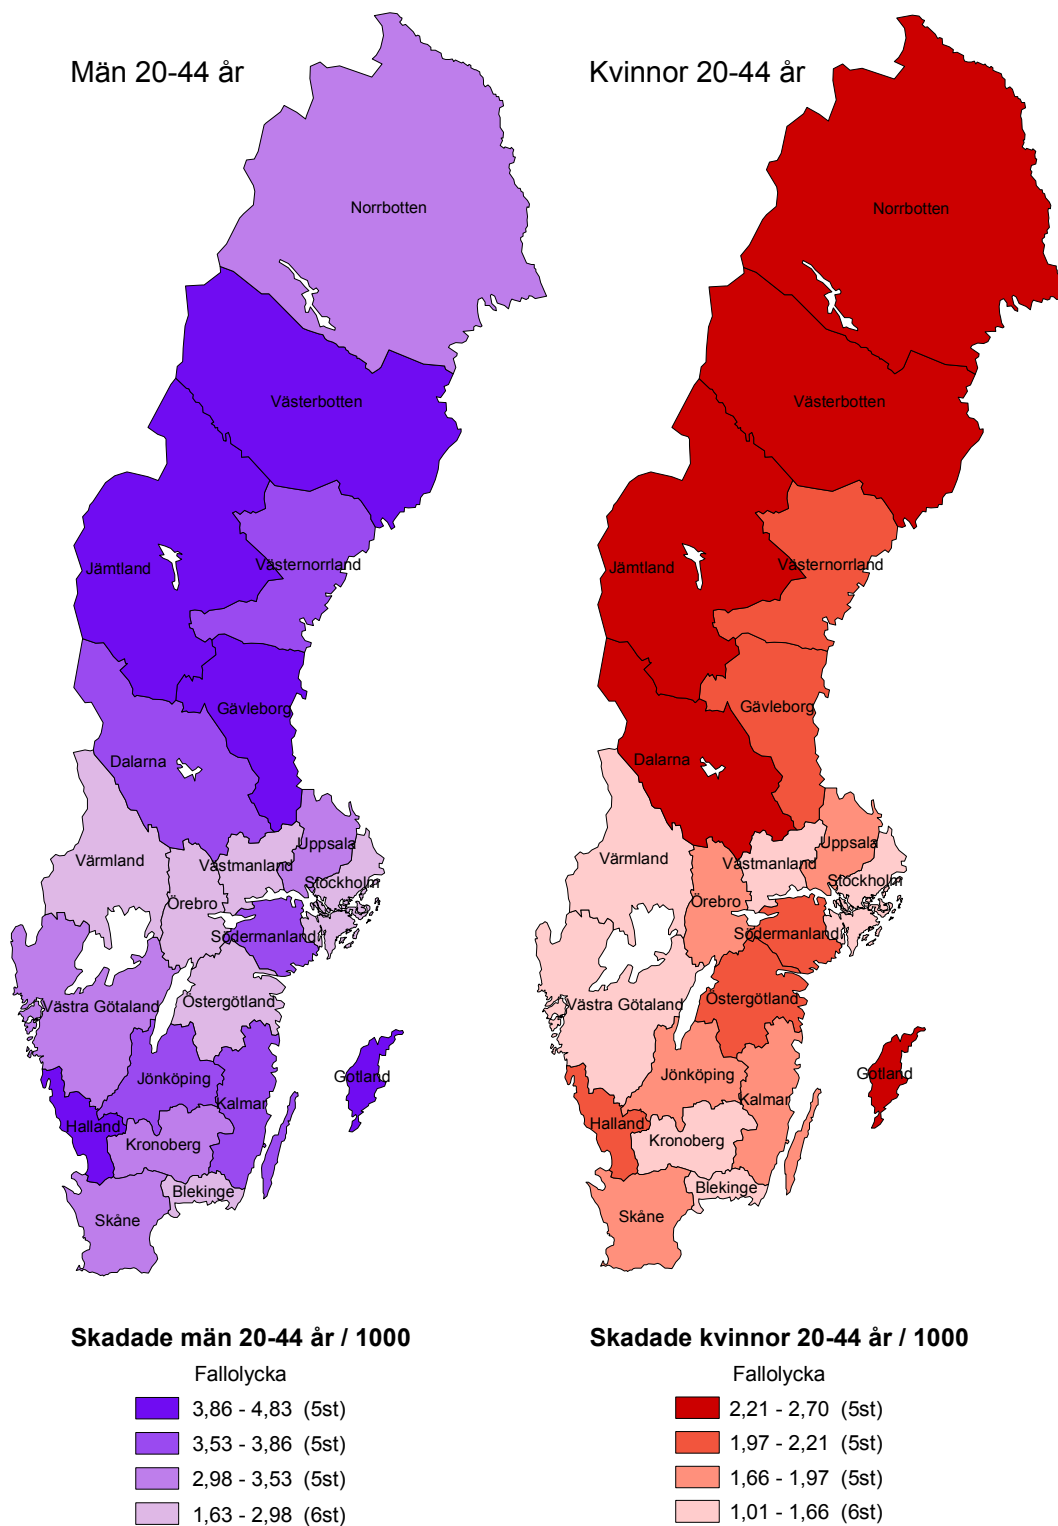 Män 20-44 år
Norrbotten
Västerbotten
Jämtland
Västernorrland
Gävleborg
Dalarna
Värmland
Västmanland
Uppsala
Stockholm
Örebro
Södermanland
Östergötland
Västra Götaland
Jönköping
Gotland
Kalmar
Halland
Kronoberg
Blekinge
Skåne
Skadade män 20-44 år / 1000
Fallolycka
3,86 - 4,83 (5st)
3,53 - 3,86 (5st)
2,98 - 3,53 (5st)
1,63 - 2,98 (6st)
Kvinnor 20-44 år
Norrbotten
Västerbotten
Jämtland
Västernorrland
Gävleborg
Dalarna
Värmland
Västmanland
Uppsala
Stockholm
Örebro
Södermanland
Östergötland
Västra Götaland
Jönköping
Gotland
Kalmar
Halland
Kronoberg
Blekinge
Skåne
Skadade kvinnor 20-44 år / 1000
Fallolycka
2,21 - 2,70 (5st)
1,97 - 2,21 (5st)
1,66 - 1,97 (5st)
1,01 - 1,66 (6st)